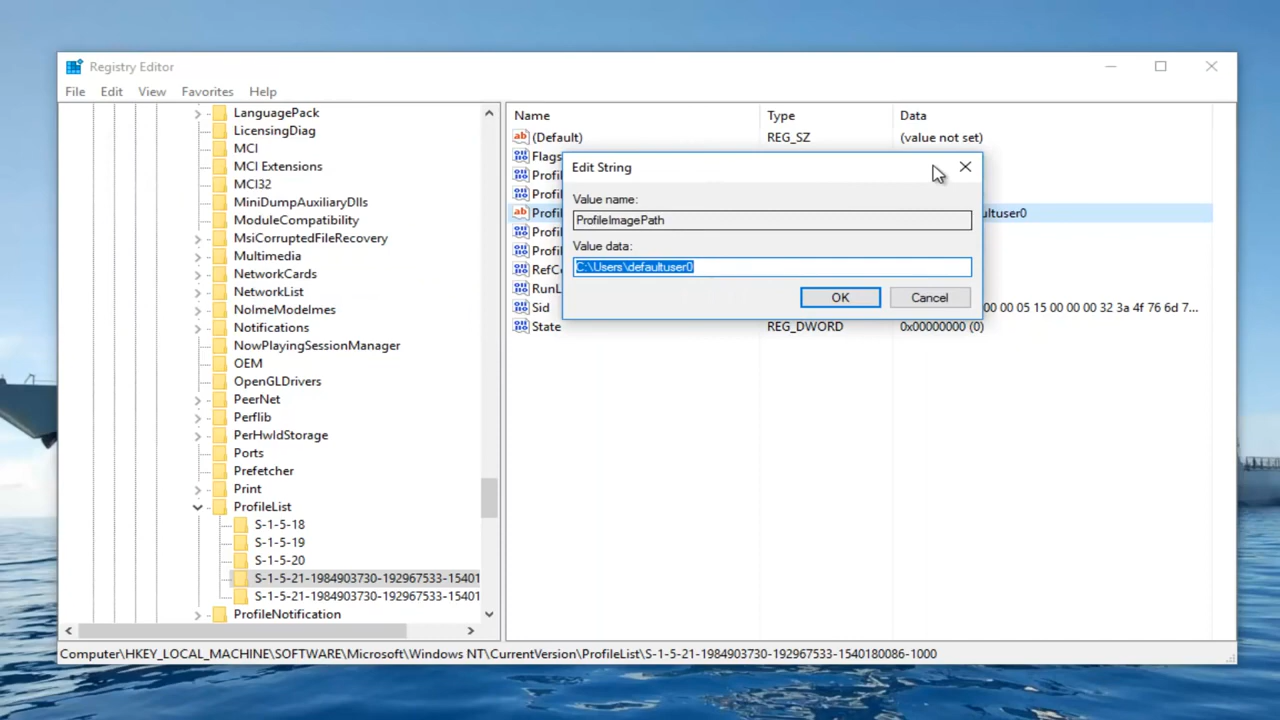 Registry Editor
File Edit View Favorites Help
LanguagePack
LicensingDiag
MCI
MCI Extensions
MCI32
MiniDumpAuxiliaryDlls
ModuleCompatibility
MsiCorruptedFileRecovery
Multimedia
NetworkCards
NetworkList
NoImeModeImes
Notifications
NowPlayingSessionManager
OEM
OpenGLDrivers
PeerNet
Perflib
PerHwIdStorage
Ports
Prefetcher
Print
ProfileList
S-1-5-18
S-1-5-19
S-1-5-20
S-1-5-21-1984903730-192967533-15401
S-1-5-21-1984903730-192967533-15401
ProfileNotification
Name Type Data
ab (Default) REG_SZ (value not set)
Flags
Profil
Profil
ab Profil ultuser0
Profil
Profil
RefCo
RunL
Sid 00 00 05 15 00 00 00 32 3a 4f 76 6d 7...
State REG_DWORD 0x00000000 (0)
Edit String
Value name:
ProfileImagePath
Value data:
C:\Users\defaultuser0
OK Cancel
Computer\HKEY_LOCAL_MACHINE\SOFTWARE\Microsoft\Windows NT\CurrentVersion\ProfileList\S-1-5-21-1984903730-192967533-1540180086-1000